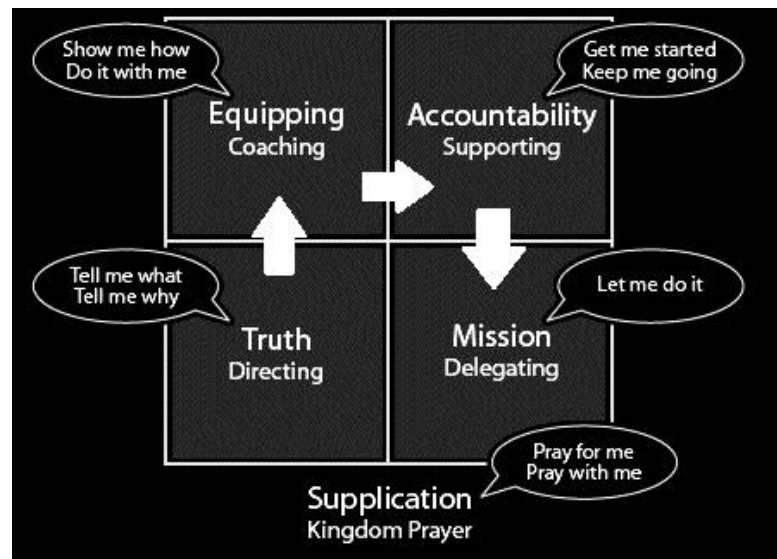 Show me how
Do it with me
Get me started
Keep me going
Equipping
Coaching
Accountability
Supporting
Tell me what
Tell me why
Let me do it
Truth
Directing
Mission
Delegating
Pray for me
Pray with me
Supplication
Kingdom Prayer